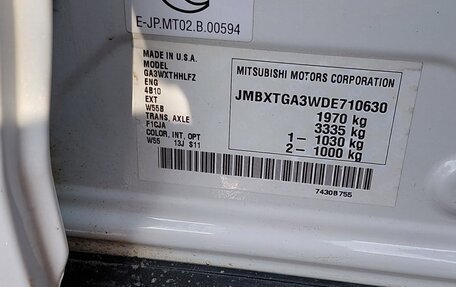 E-JP.MT02.B.00594
MADE IN U.S.A.
MODEL
GA3WXTHHLFZ
ENG
4B10
EXT
W55B
TRANS, AXLE
F1CJA
COLOR, INT, OPT
W55 13J S11
MITSUBISHI MOTORS CORPORATION
JMBXTGA3WDE710630
1970 kg
3335 kg
1— 1030 kg
2— 1000 kg
7430B755